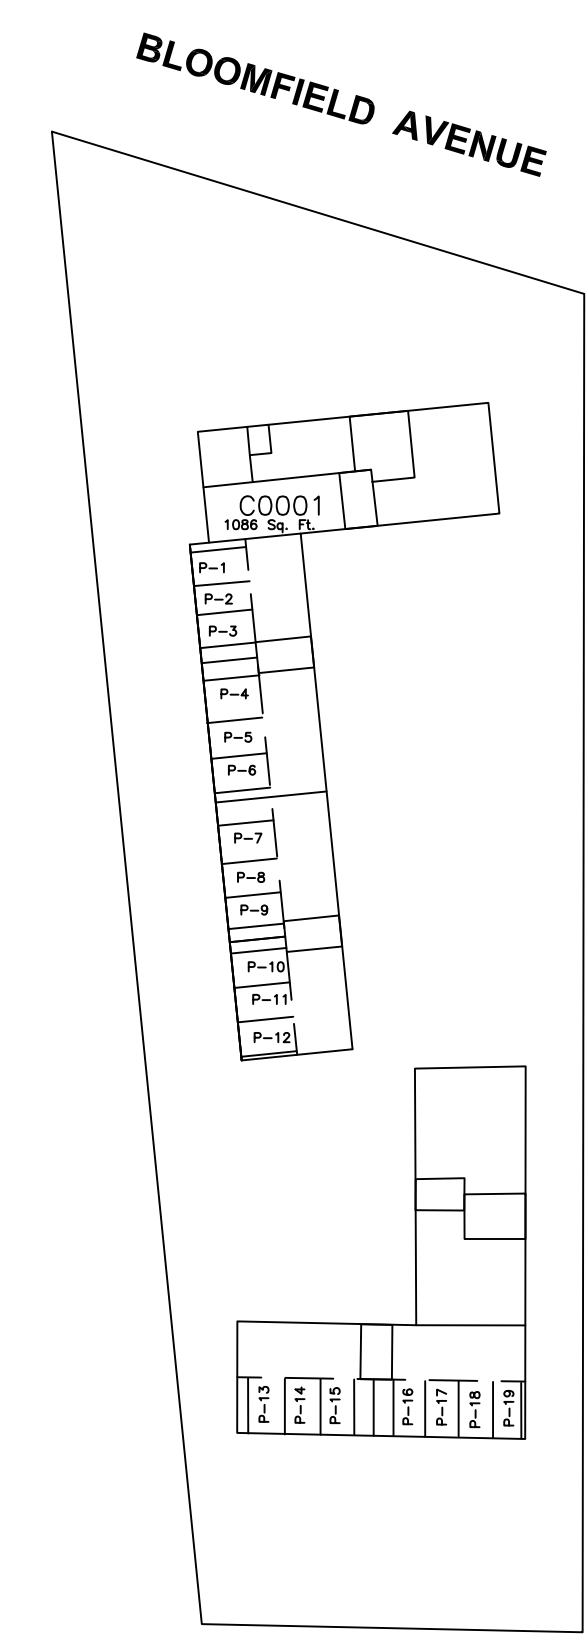 BLOOMFIELD AVENUE
C0001
1086 Sq. Ft.
P-1
P-2
P-3
P-4
P-5
P-6
P-7
P-8
P-9
P-10
P-11
P-12
P-13
P-14
P-15
P-16
P-17
P-18
P-19